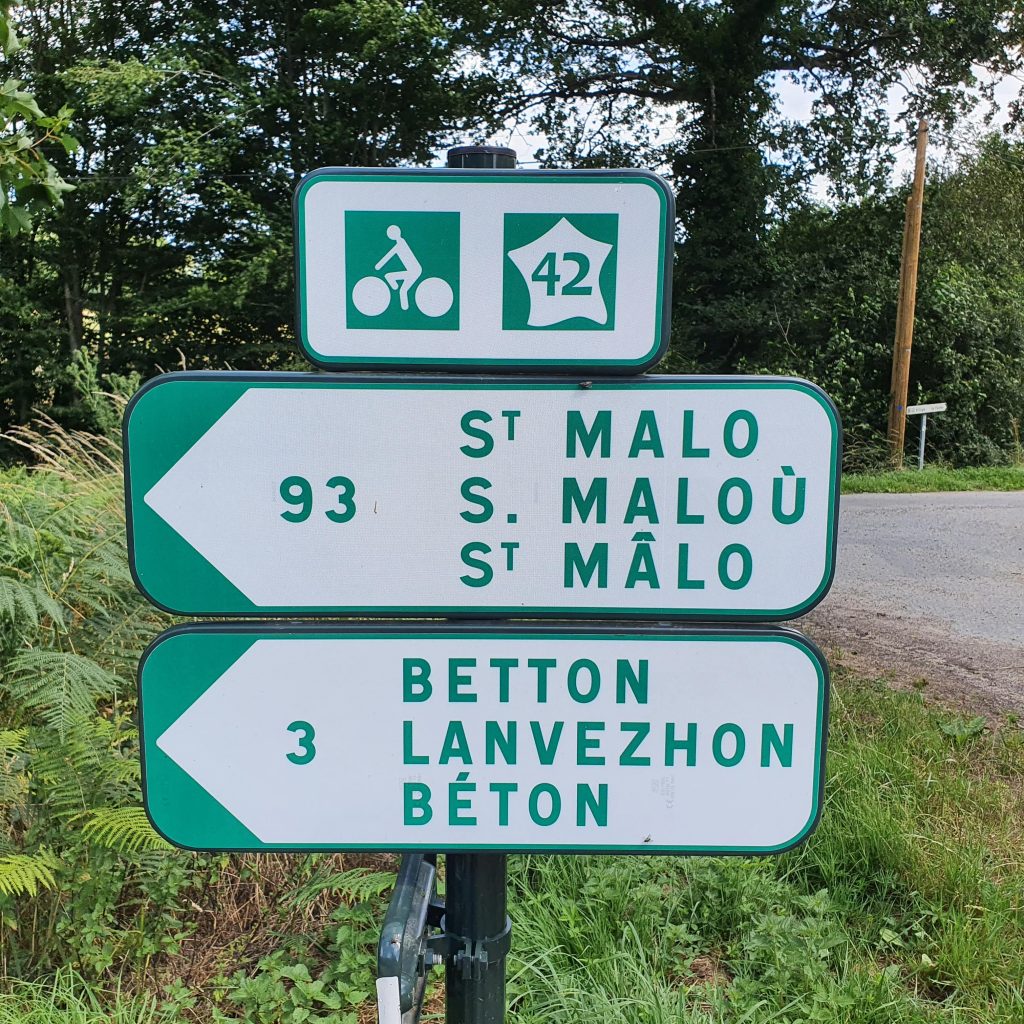 42
93
Sᵀ MALO
S. MALOÙ
Sᵀ MÂLO
3
BETTON
LANVEZHON
BÉTON